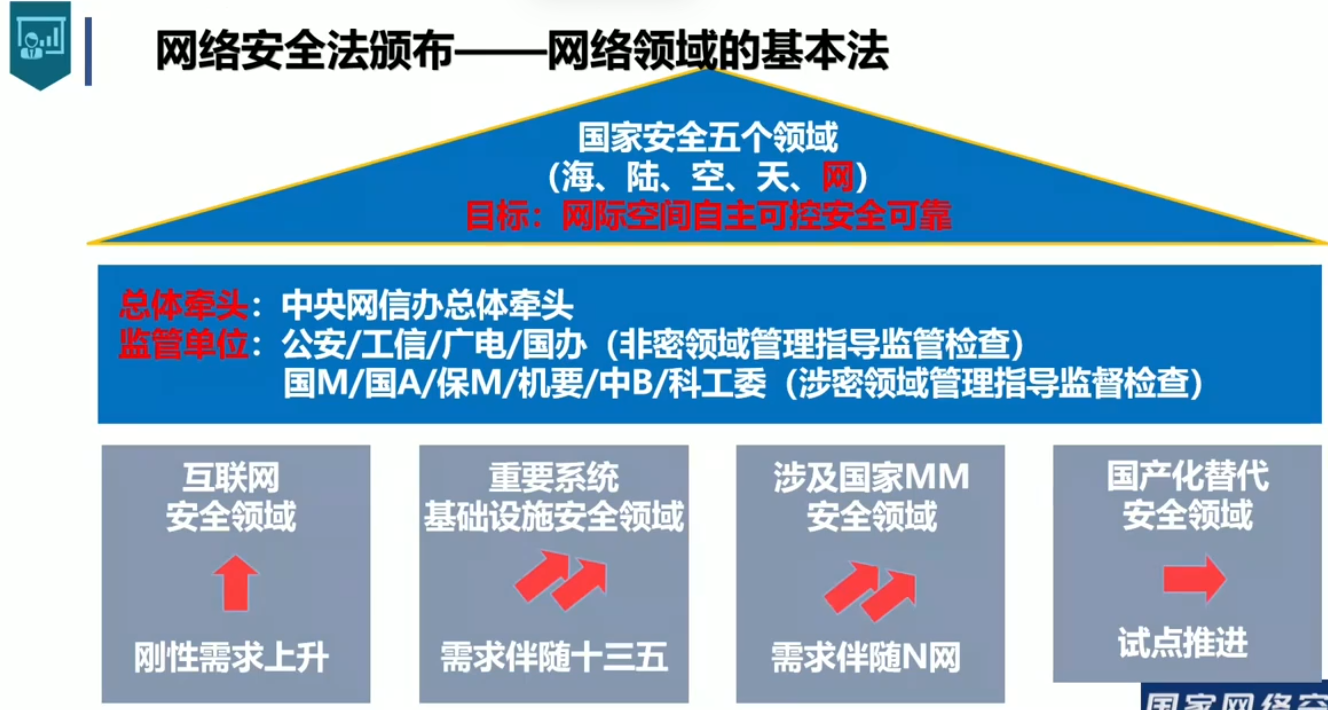 网络安全法颁布——网络领域的基本法
国家安全五个领域
（海、陆、空、天、网）
目标：网际空间自主可控安全可靠
总体牵头：中央网信办总体牵头
监管单位：公安/工信/广电/国办（非密领域管理指导监管检查）
国M/国A/保M/机要/中B/科工委（涉密领域管理指导监督检查）
互联网
安全领域
刚性需求上升
重要系统
基础设施安全领域
需求伴随十三五
涉及国家MM
安全领域
需求伴随N网
国产化替代
安全领域
试点推进
国家网络空